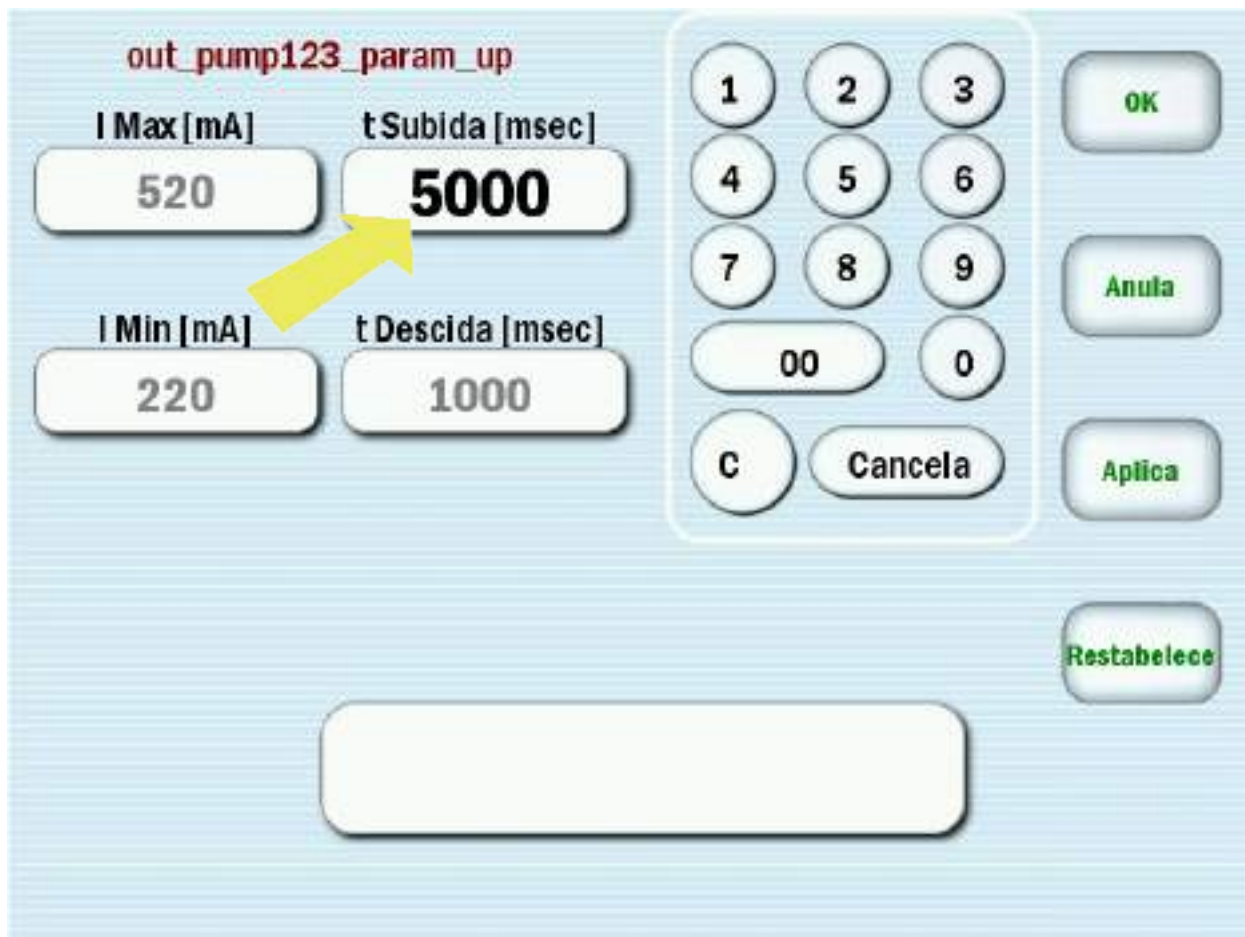 out_pump123_param_up
I Max [mA]
t Subida [msec]
520
5000
I Min [mA]
t Descida [msec]
220
1000
1
2
3
4
5
6
7
8
9
00
0
C
Cancela
OK
Anula
Aplica
Restabelece